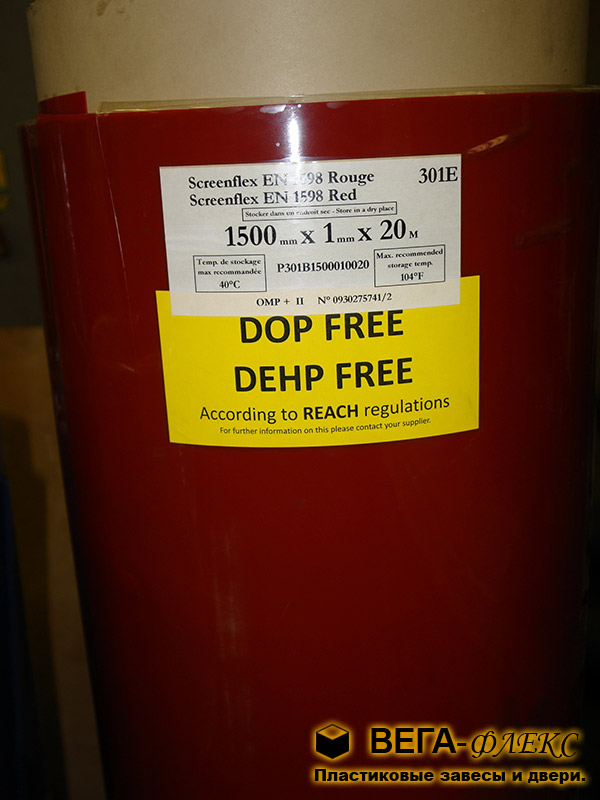 Screenflex EN 1598 Rouge 301E
Screenflex EN 1598 Red
Stocker dans un endroit sec - Store in a dry place
1500 mm x 1 mm x 20 M
Temp. de stockage
max recommandée
40°C
P301B1500010020
Max. recommended
storage temp.
104°F
OMP + II N° 0930275741/2
DOP FREE
DEHP FREE
According to REACH regulations
For further information on this please contact your supplier.
ВЕГА-ФЛЕКС
Пластиковые завесы и двери.